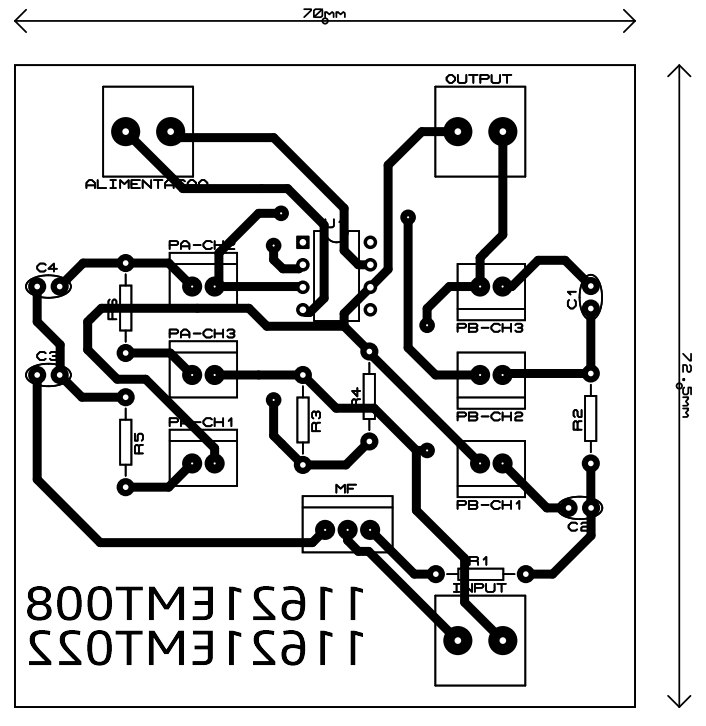 70mm
OUTPUT
ALIMENTAÇAO
U1
PA-CH2
C4
R6
C1
PB-CH3
PA-CH3
C3
R4
PA-CH1
R3
R5
PB-CH2
R2
72.5mm
PB-CH1
MF
C2
R1
INPUT
11621EMT008
11621EMT022